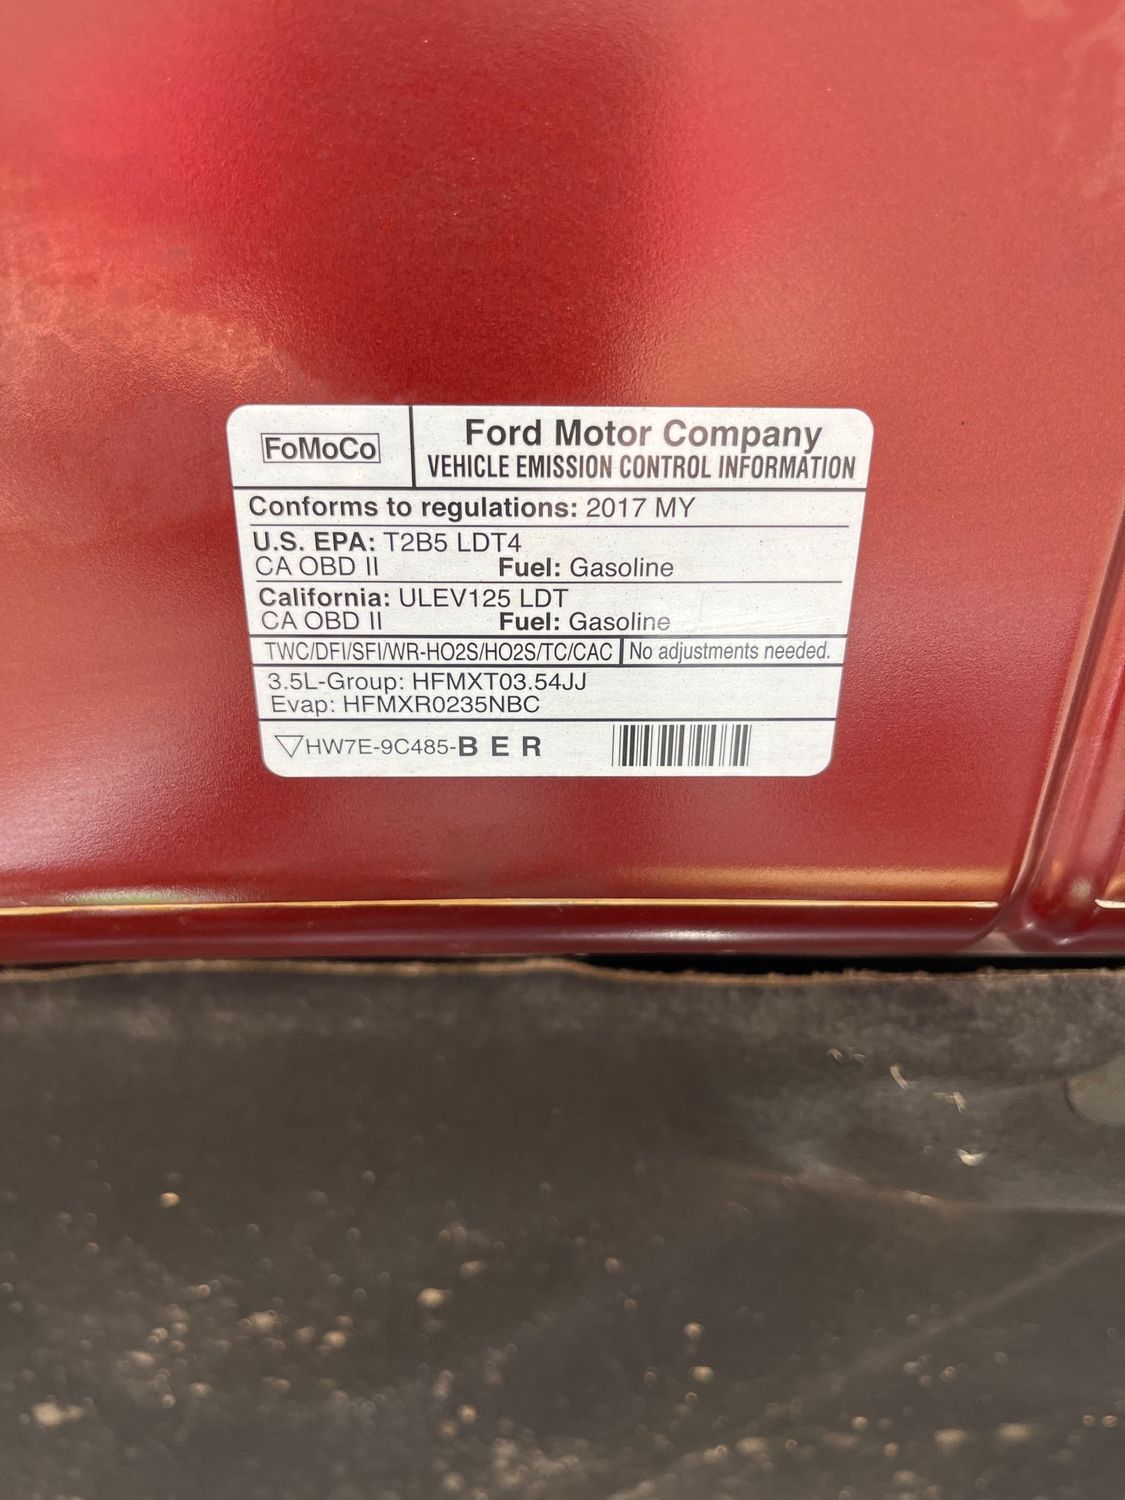 FoMoCo
Ford Motor Company
VEHICLE EMISSION CONTROL INFORMATION
Conforms to regulations: 2017 MY
U.S. EPA: T2B5 LDT4
CA OBD II Fuel: Gasoline
California: ULEV125 LDT
CA OBD II Fuel: Gasoline
TWC/DFI/SFI/WR-HO2S/HO2S/TC/CAC No adjustments needed.
3.5L-Group: HFMXT03.54JJ
Evap: HFMXR0235NBC
HW7E-9C485-B E R